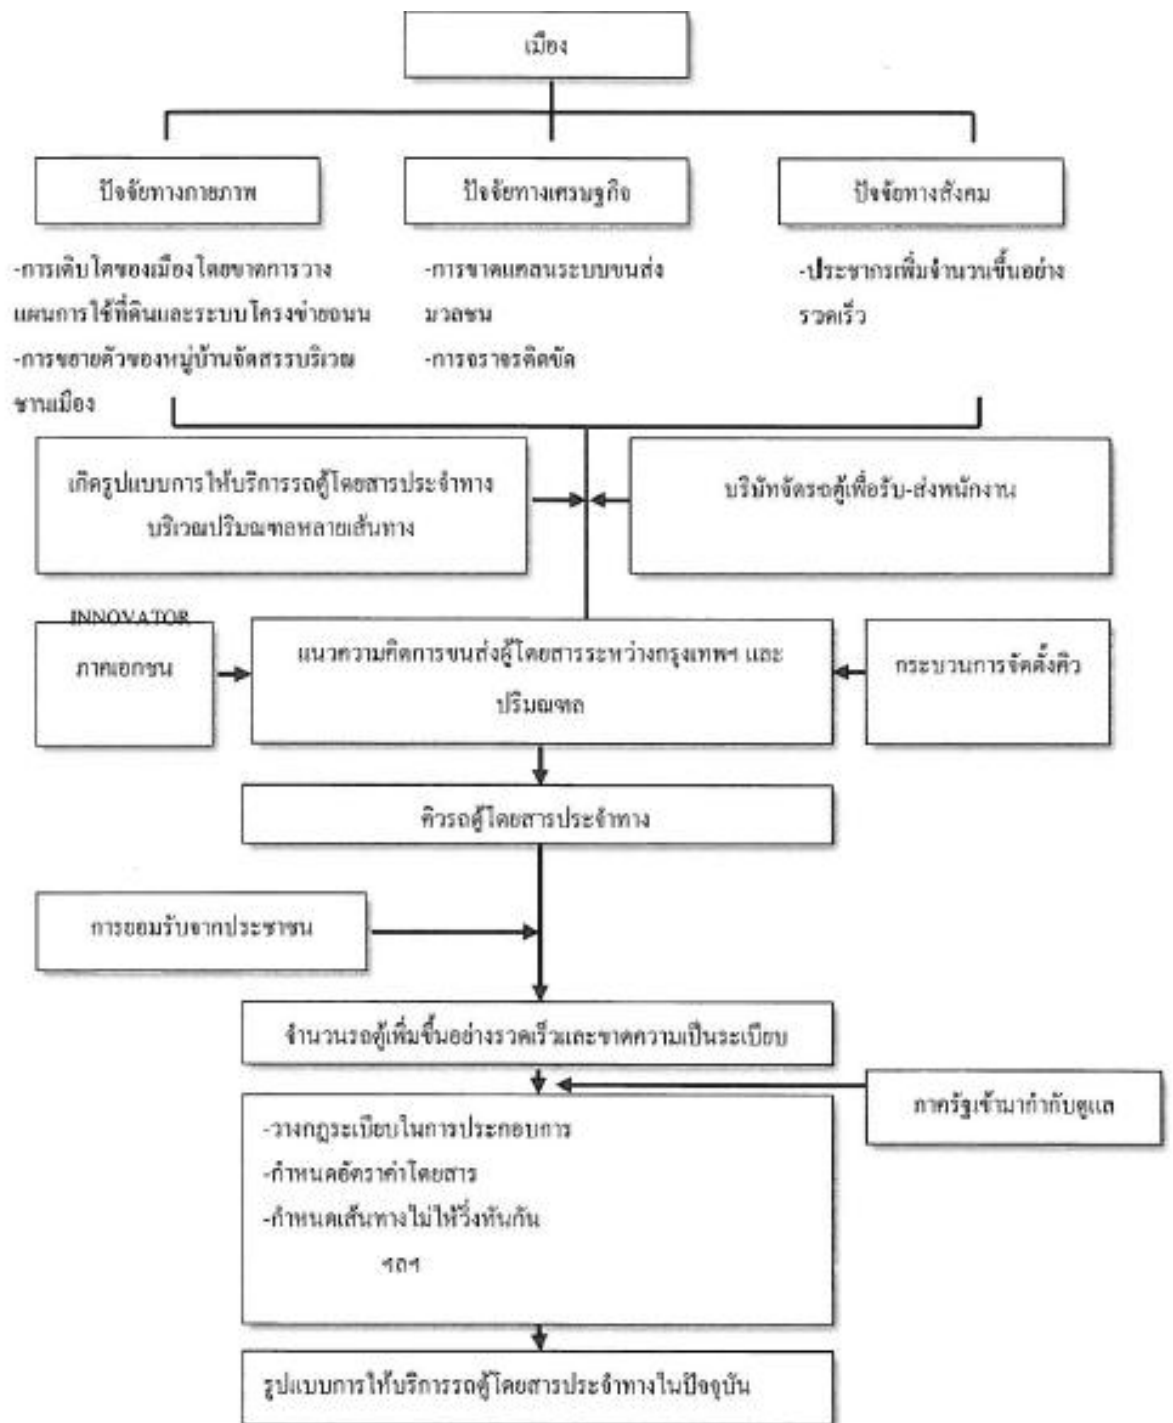 เมือง
ปัจจัยทางกายภาพ
ปัจจัยทางเศรษฐกิจ
ปัจจัยทางสังคม
-การเติบโตของเมืองโดยขาดการวาง
แผนการใช้ที่ดินและระบบโครงข่ายถนน
-การขยายตัวของหมู่บ้านจัดสรรบริเวณ
ชานเมือง
-การขาดแคลนระบบขนส่ง
มวลชน
-การจราจรติดขัด
-ประชากรเพิ่มจำนวนขึ้นอย่าง
รวดเร็ว
เกิดรูปแบบการให้บริการรถตู้โดยสารประจำทาง
บริเวณปริมณฑลหลายเส้นทาง
บริษัทจัดรถตู้เพื่อรับ-ส่งพนักงาน
INNOVATOR
ภาคเอกชน
แนวความคิดการขนส่งผู้โดยสารระหว่างกรุงเทพฯ และ
ปริมณฑล
กระบวนการจัดตั้งคิว
คิวรถตู้โดยสารประจำทาง
การยอมรับจากประชาชน
จำนวนรถตู้เพิ่มขึ้นอย่างรวดเร็วและขาดความเป็นระเบียบ
ภาครัฐเข้ามากำกับดูแล
-วางกฎระเบียบในการประกอบการ
-กำหนดอัตราค่าโดยสาร
-กำหนดเส้นทางไม่ให้วิ่งทับกัน
ฯลฯ
รูปแบบการให้บริการรถตู้โดยสารประจำทางในปัจจุบัน